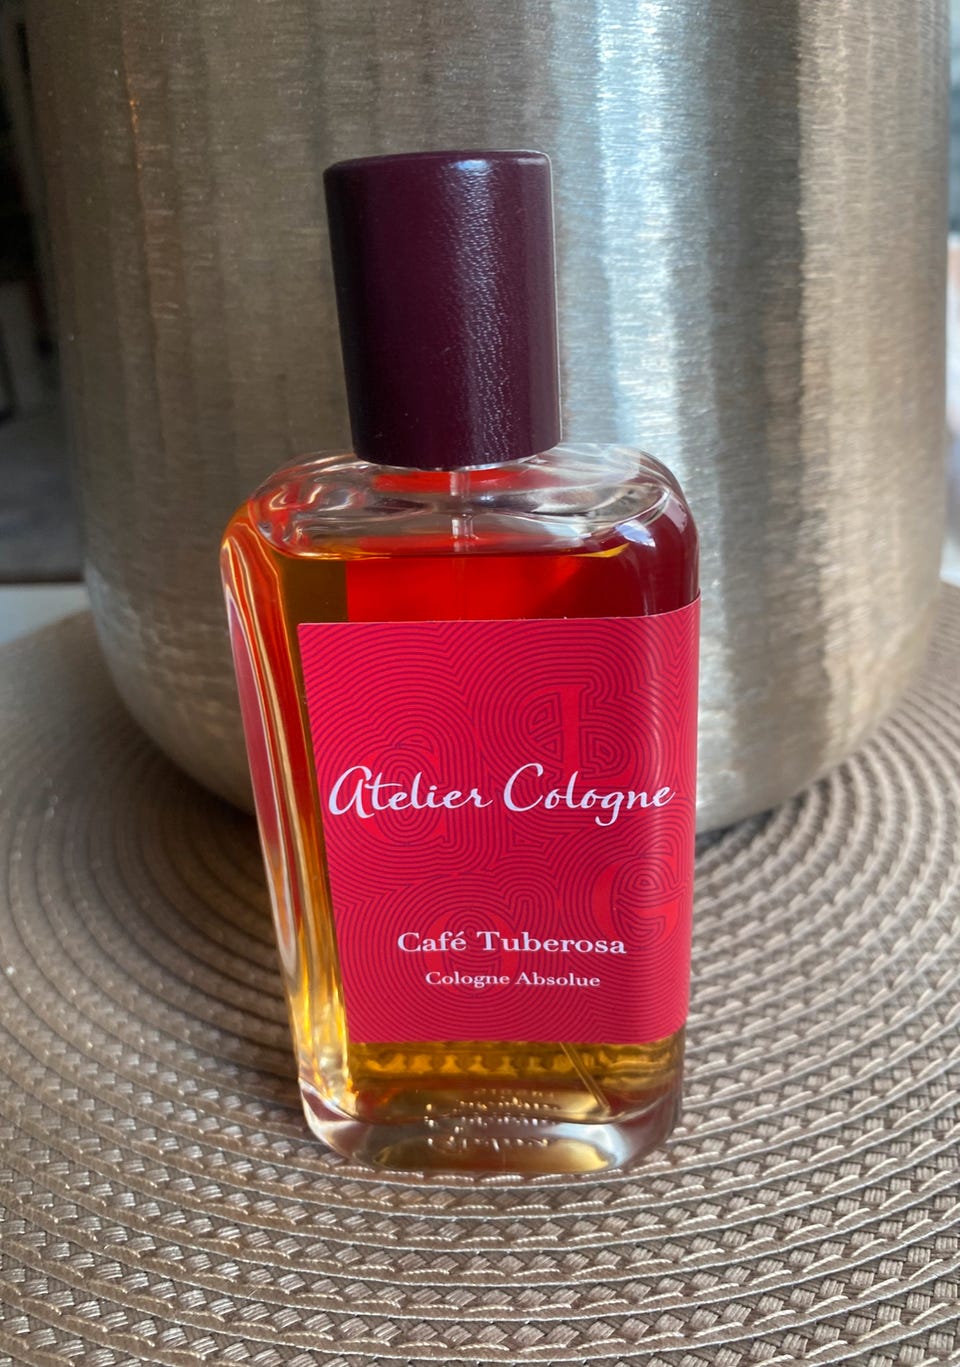 Atelier Cologne
Café Tuberosa
Cologne Absolue